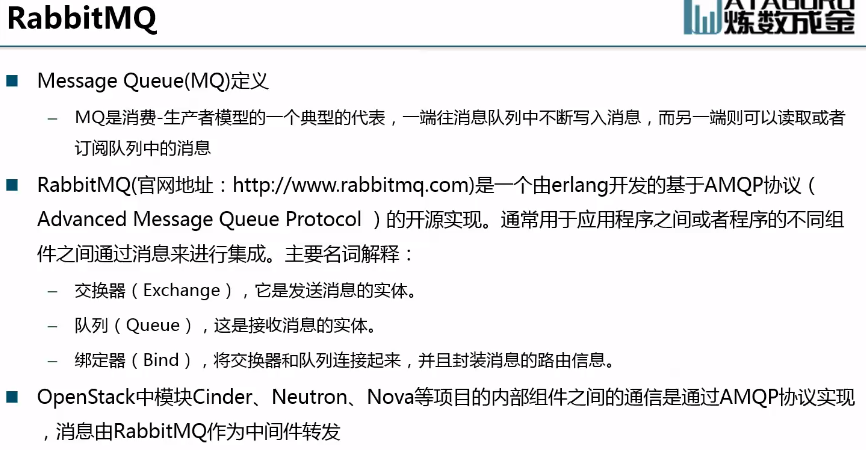 RabbitMQ
炼数成金
Message Queue(MQ)定义
– MQ是消费-生产者模型的一个典型的代表，一端往消息队列中不断写入消息，而另一端则可以读取或者
订阅队列中的消息
RabbitMQ(官网地址：http://www.rabbitmq.com)是一个由erlang开发的基于AMQP协议（
Advanced Message Queue Protocol ）的开源实现。通常用于应用程序之间或者程序的不同组
件之间通过消息来进行集成。主要名词解释：
– 交换器（Exchange），它是发送消息的实体。
– 队列（Queue），这是接收消息的实体。
– 绑定器（Bind），将交换器和队列连接起来，并且封装消息的路由信息。
OpenStack中模块Cinder、Neutron、Nova等项目的内部组件之间的通信是通过AMQP协议实现
，消息由RabbitMQ作为中间件转发